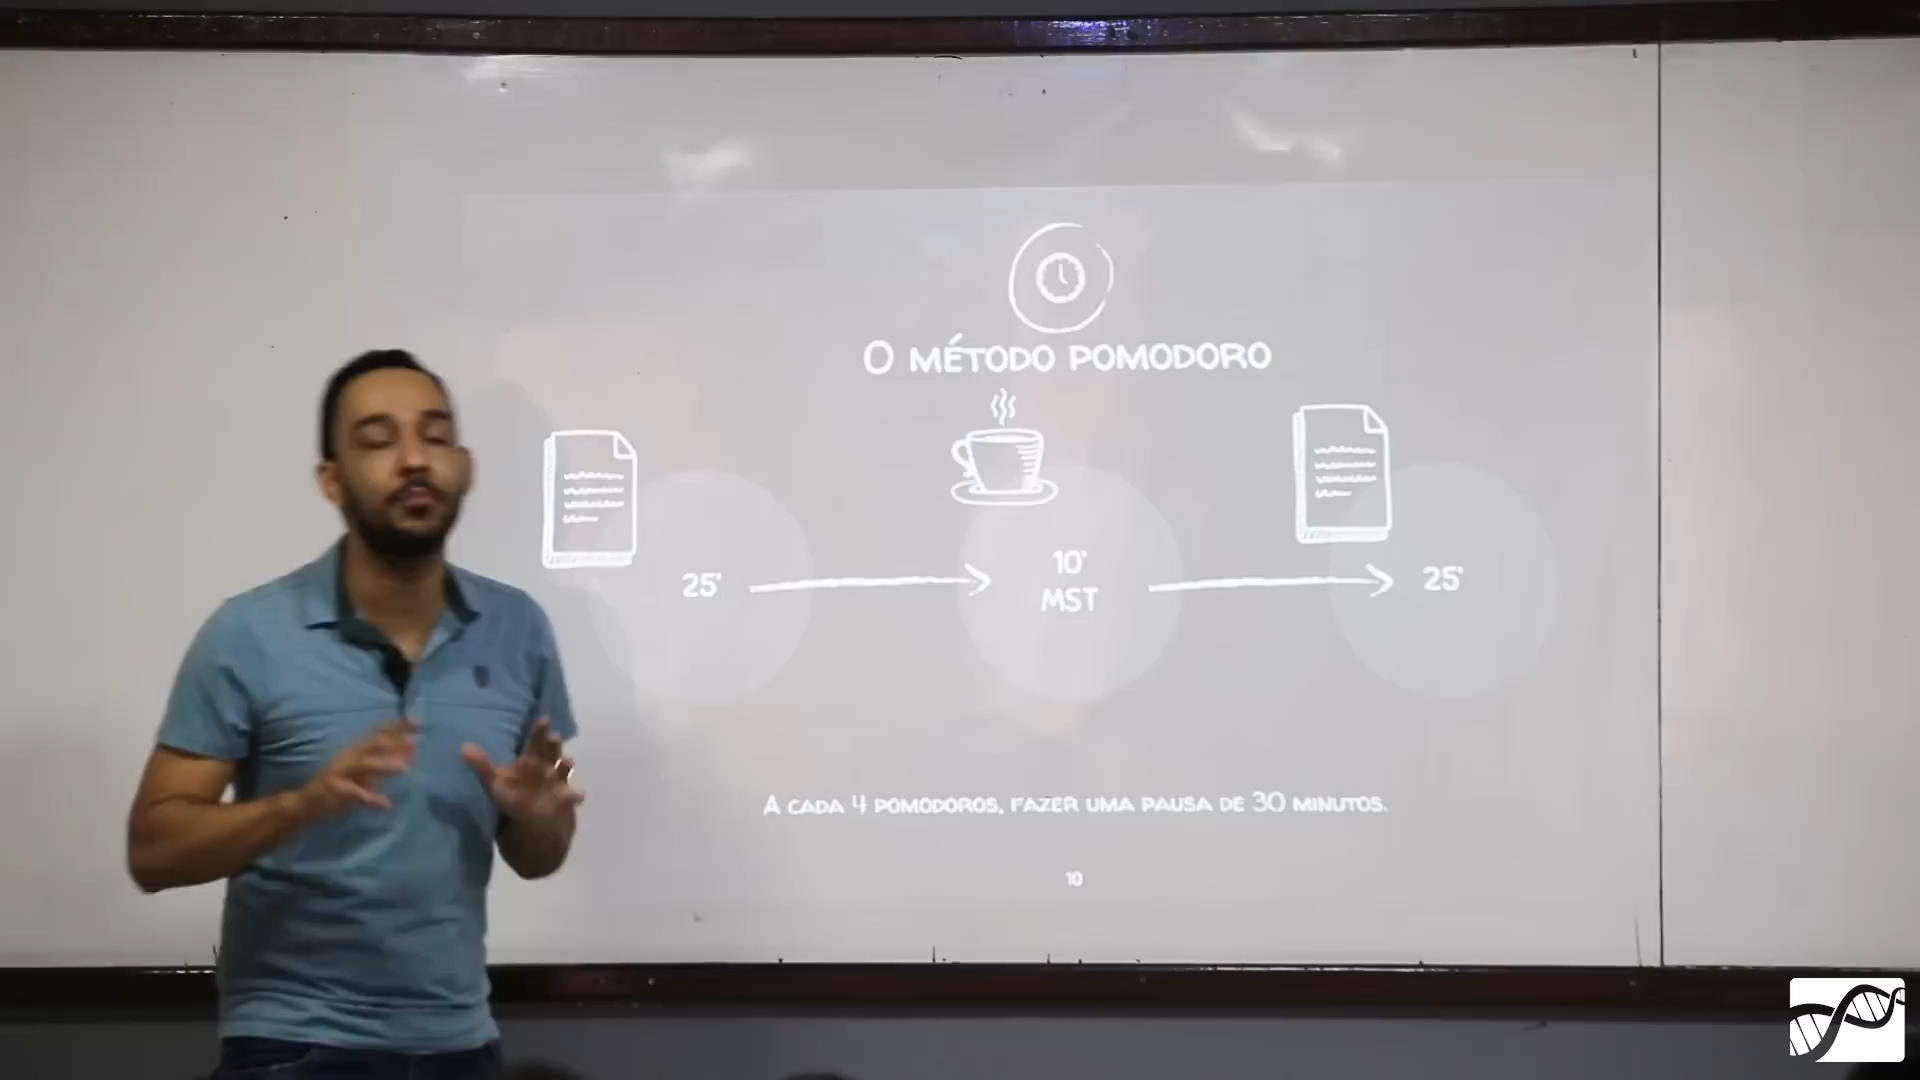 O MÉTODO POMODORO
25'
10'
MST
25'
A CADA 4 POMODOROS, FAZER UMA PAUSA DE 30 MINUTOS.
10